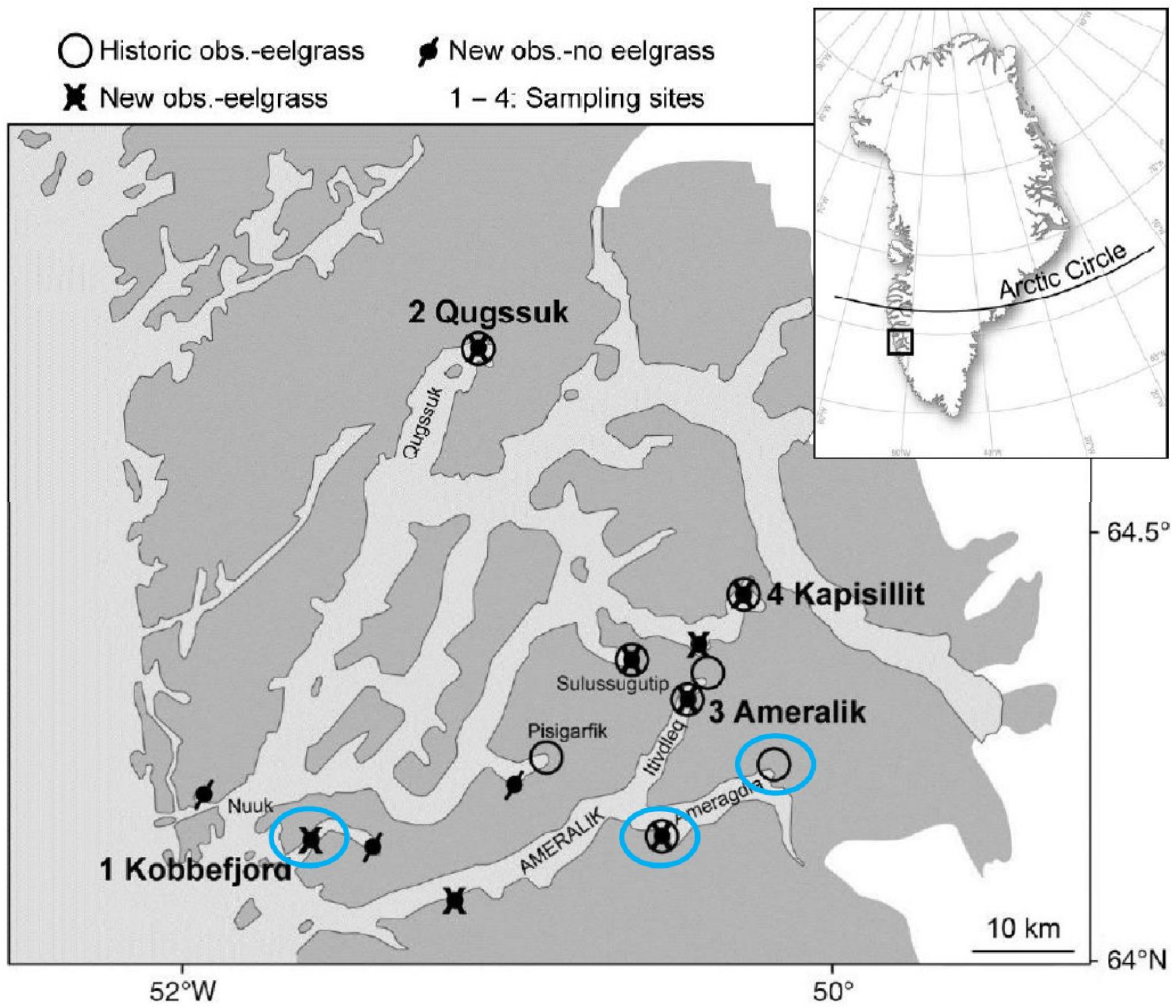 Historic obs.-eelgrass
New obs.-no eelgrass
New obs.-eelgrass
1 – 4: Sampling sites
Arctic Circle
2 Qugssuk
Qugssuk
64.5°
4 Kapisillit
Sulussugutip
3 Ameralik
Itivdleq
Pisigarfik
Ameragdla
Nuuk
AMERALIK
1 Kobbefjord
10 km
64°N
52°W
50°